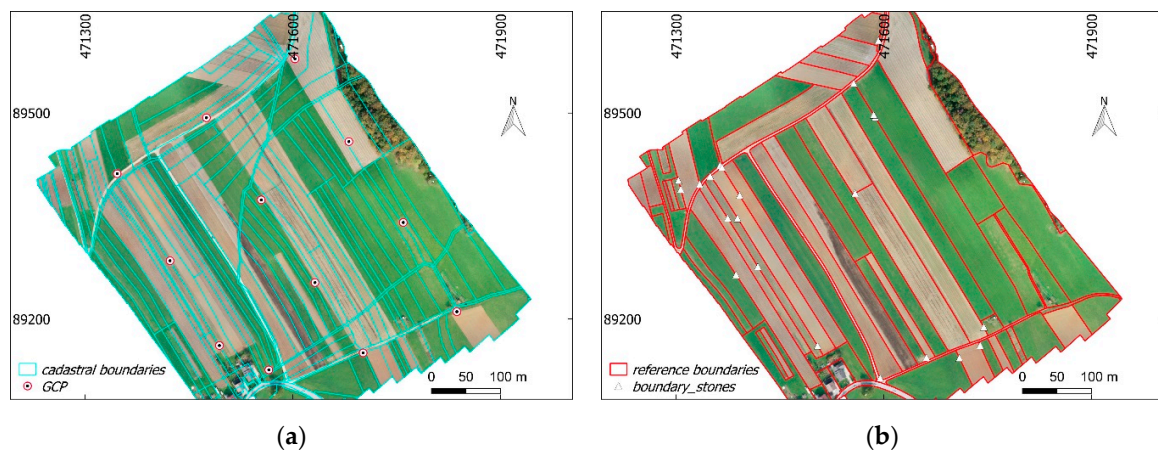 471300
471600
471900
89500
N
89200
cadastral boundaries
GCP
0 50 100 m
(a)
471300
471600
471900
89500
N
89200
reference boundaries
boundary_stones
0 50 100 m
(b)